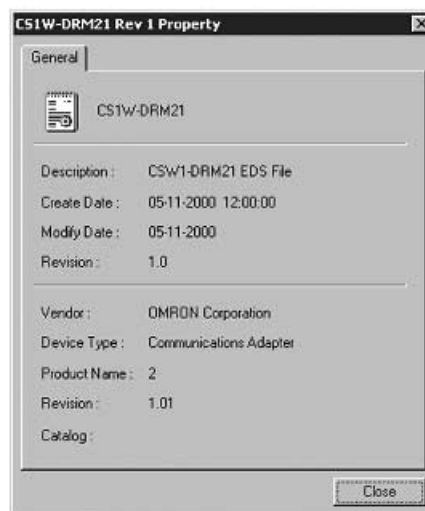 CS1W-DRM21 Rev 1 Property
General
CS1W-DRM21
Description : CSW1-DRM21 EDS File
Create Date : 05-11-2000 12:00:00
Modify Date : 05-11-2000
Revision : 1.0
Vendor : OMRON Corporation
Device Type : Communications Adapter
Product Name : 2
Revision : 1.01
Catalog :
Close